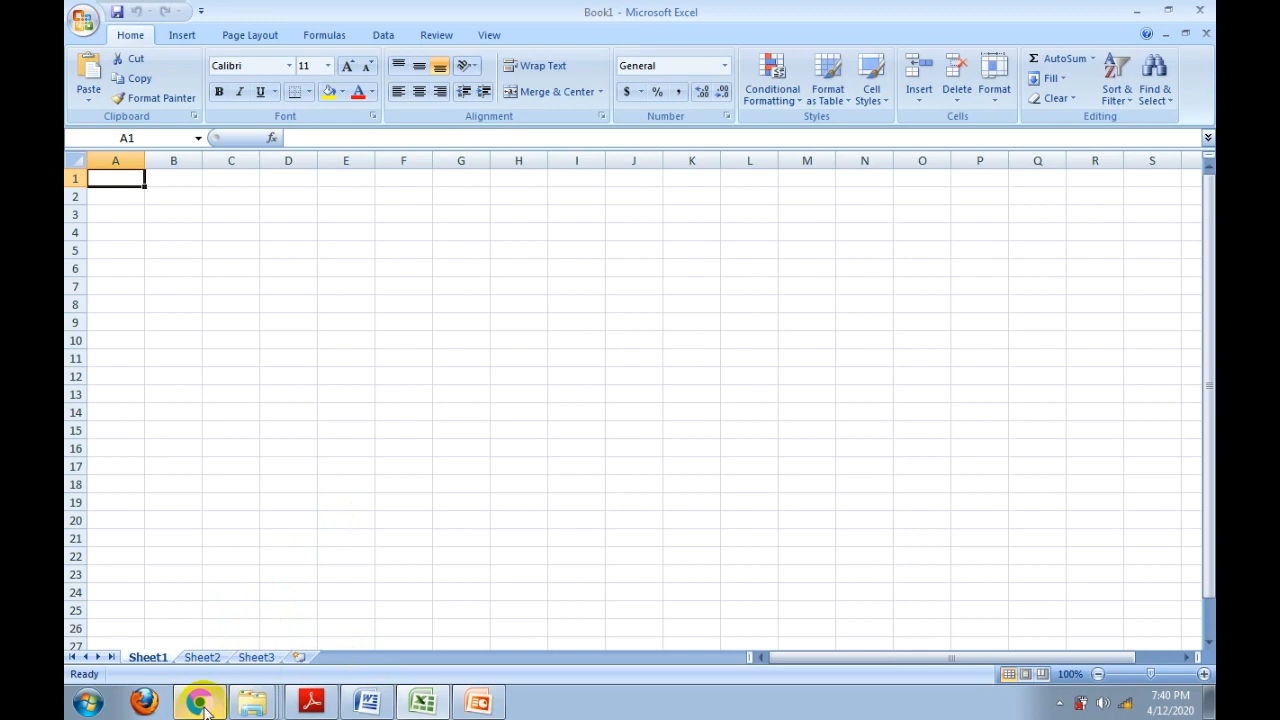 Book1 - Microsoft Excel
Home Insert Page Layout Formulas Data Review View
Paste
Cut
Copy
Format Painter
Clipboard
Calibri 11
B I U
Font
Wrap Text
Merge & Center
Alignment
General
$ % ,
Number
Conditional Formatting
Format as Table
Cell Styles
Styles
Insert
Delete
Format
Cells
AutoSum
Fill
Clear
Sort & Filter
Find & Select
Editing
A1
fx
A B C D E F G H I J K L M N O P Q R S
1
2
3
4
5
6
7
8
9
10
11
12
13
14
15
16
17
18
19
20
21
22
23
24
25
26
27
Sheet1 Sheet2 Sheet3
Ready
100%
7:40 PM
4/12/2020